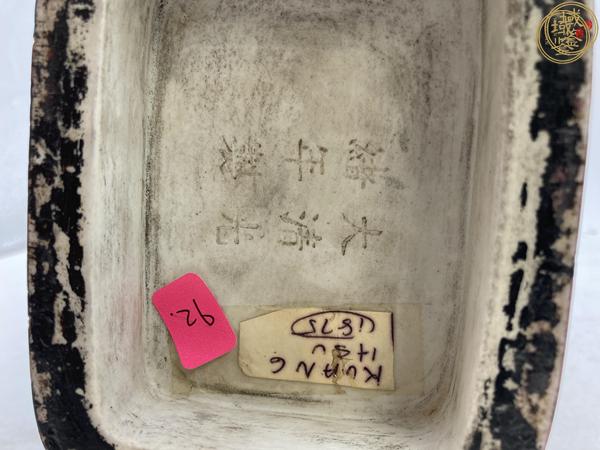 大清光
緒年製
KUANG
HSU
(1875)
92.